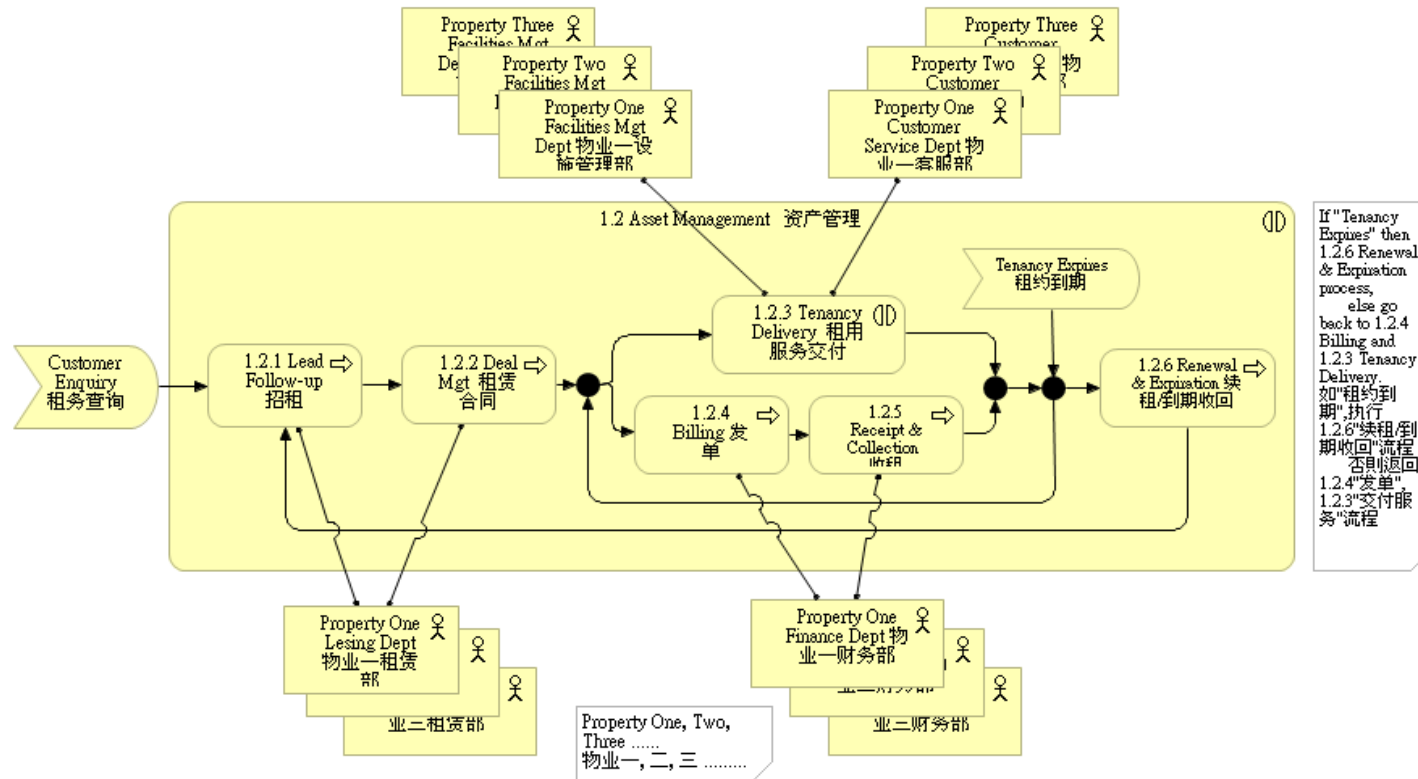 Property Three
Facilities Mgt
Property Two
Facilities Mgt
Property One
Facilities Mgt
Dept 物业一设
施管理部
Property Three
Customer
物
Property Two
Customer
Property One
Customer
Service Dept 物
业一客服部
1.2 Asset Management 资产管理
Customer
Enquiry
租务查询
1.2.1 Lead
Follow-up
招租
1.2.2 Deal
Mgt 租赁
合同
1.2.3 Tenancy
Delivery 租用
服务交付
1.2.4
Billing 发
单
1.2.5
Receipt &
Collection
收租
Tenancy Expires
租约到期
1.2.6 Renewal
& Expiration 续
租/到期收回
If "Tenancy
Expires" then
1.2.6 Renewal
& Expiration
process,
else go
back to 1.2.4
Billing and
1.2.3 Tenancy
Delivery.
如"租约到
期",执行
1.2.6"续租/到
期收回"流程
否則返回
1.2.4"发单",
1.2.3"交付服
务"流程
Property One
Lesing Dept
物业一租赁
部
业三租赁部
Property One
Finance Dept 物
业一财务部
业二财务部
业三财务部
Property One, Two,
Three ......
物业一, 二, 三 .........